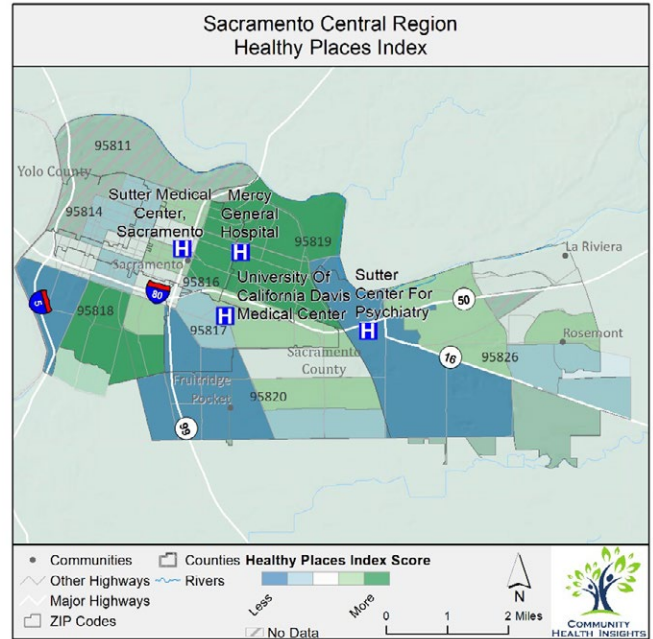 Sacramento Central Region
Healthy Places Index
95811
Yolo County
95814
Sutter Medical
Center,
Sacramento
H
Mercy
General
Hospital
H
95819
La Riviera
Sacramento
95816
University Of
California Davis
Medical Center
H
Sutter
Center For
Psychiatry
H
5
80
50
95818
95817
Sacramento
County
16
95826
Rosemont
Fruitridge
Pocket
95820
99
Communities
Counties
Healthy Places Index Score
Other Highways
Rivers
Major Highways
ZIP Codes
Less
More
No Data
N
0 1 2 Miles
COMMUNITY
HEALTH INSIGHTS